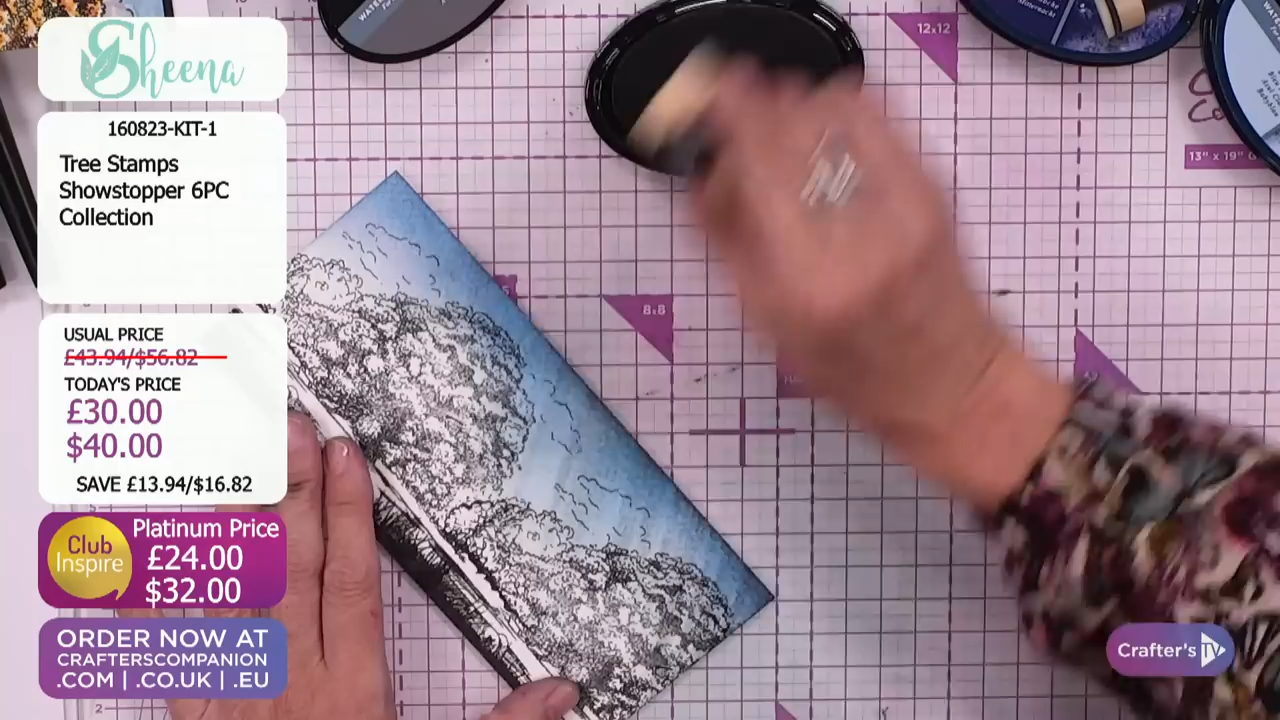 Sheena
160823-KIT-1
Tree Stamps
Showstopper 6PC
Collection
USUAL PRICE
£43.94/$56.82
TODAY'S PRICE
£30.00
$40.00
SAVE £13.94/$16.82
Club
Inspire
Platinum Price
£24.00
$32.00
ORDER NOW AT
CRAFTERSCOMPANION
.COM | .CO.UK | .EU
12x12
13" x 19"
8x8
Crafter's TV